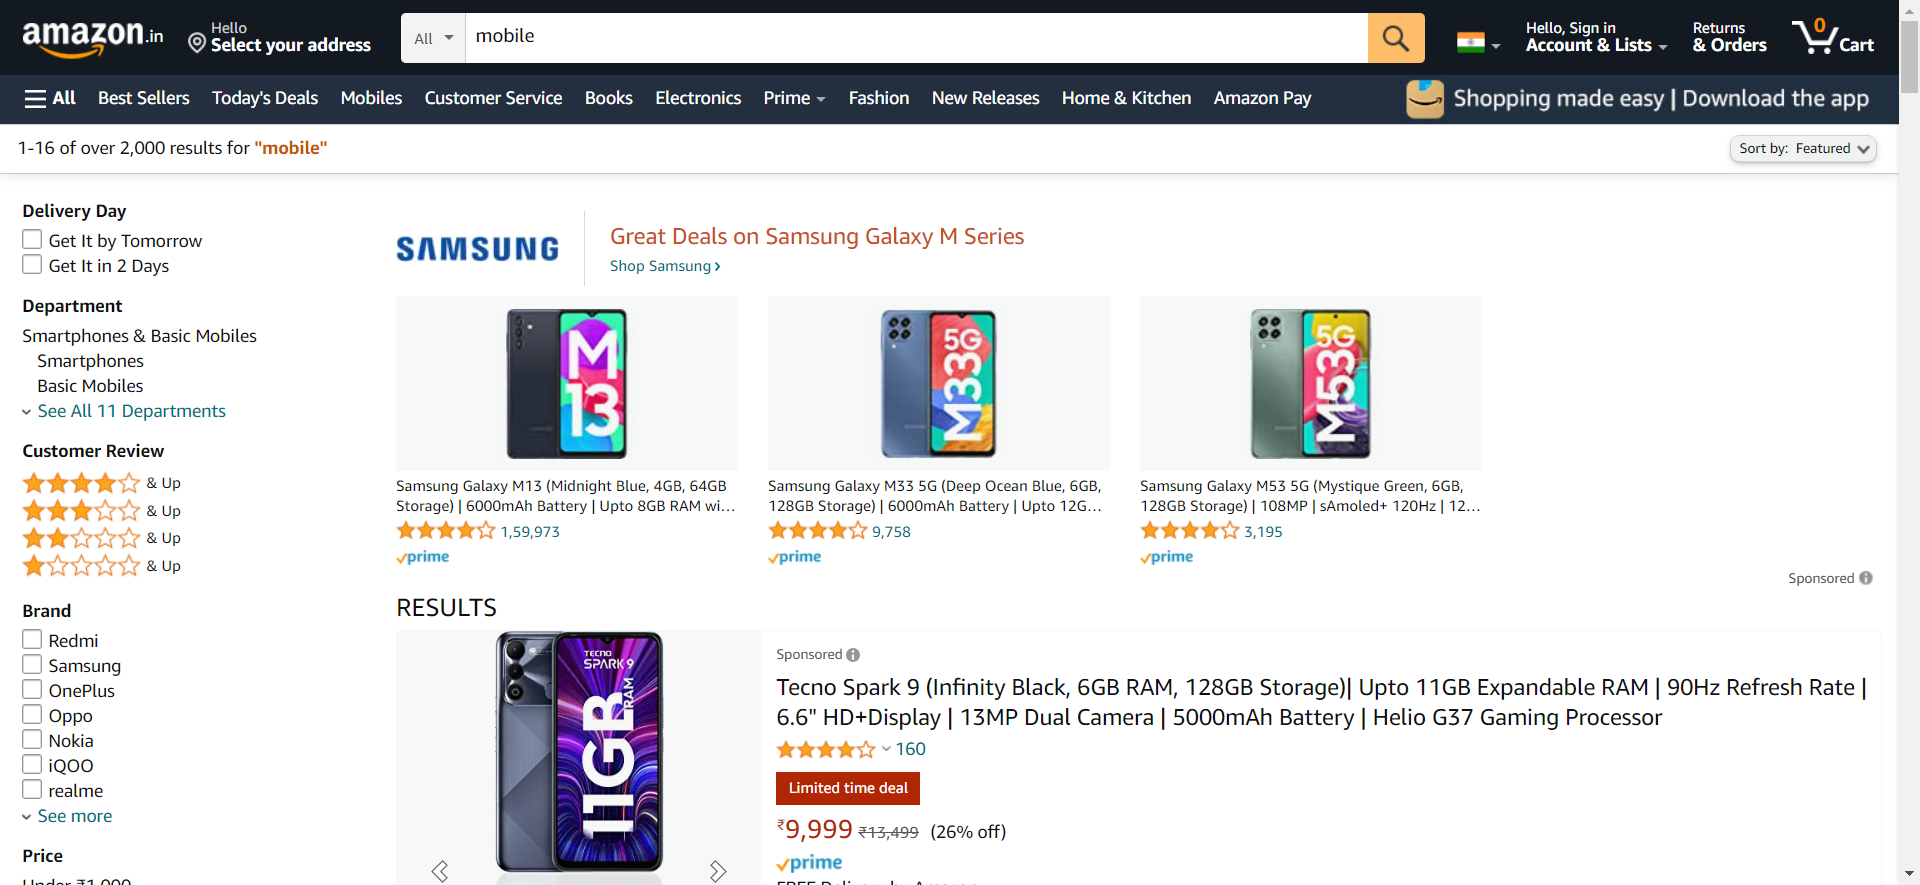 amazon.in
Hello
Select your address
All
mobile
Hello, Sign in
Account & Lists
Returns
& Orders
0
Cart
All
Best Sellers
Today's Deals
Mobiles
Customer Service
Books
Electronics
Prime
Fashion
New Releases
Home & Kitchen
Amazon Pay
Shopping made easy | Download the app
1-16 of over 2,000 results for "mobile"
Sort by: Featured
Delivery Day
Get It by Tomorrow
Get It in 2 Days
Department
Smartphones & Basic Mobiles
Smartphones
Basic Mobiles
See All 11 Departments
Customer Review
& Up
& Up
& Up
& Up
Brand
Redmi
Samsung
OnePlus
Oppo
Nokia
iQOO
realme
See more
Price
Under ₹1,000
SAMSUNG
Great Deals on Samsung Galaxy M Series
Shop Samsung ›
M
13
5G
M33
5G
M53
Samsung Galaxy M13 (Midnight Blue, 4GB, 64GB
Storage) | 6000mAh Battery | Upto 8GB RAM wi...
1,59,973
prime
Samsung Galaxy M33 5G (Deep Ocean Blue, 6GB,
128GB Storage) | 6000mAh Battery | Upto 12G...
9,758
prime
Samsung Galaxy M53 5G (Mystique Green, 6GB,
128GB Storage) | 108MP | sAmoled+ 120Hz | 12...
3,195
prime
Sponsored
RESULTS
TECNO
SPARK 9
11GB RAM
Sponsored
Tecno Spark 9 (Infinity Black, 6GB RAM, 128GB Storage)| Upto 11GB Expandable RAM | 90Hz Refresh Rate |
6.6" HD+Display | 13MP Dual Camera | 5000mAh Battery | Helio G37 Gaming Processor
160
Limited time deal
₹9,999 ₹13,499 (26% off)
prime
FREE Delivery by Amazon